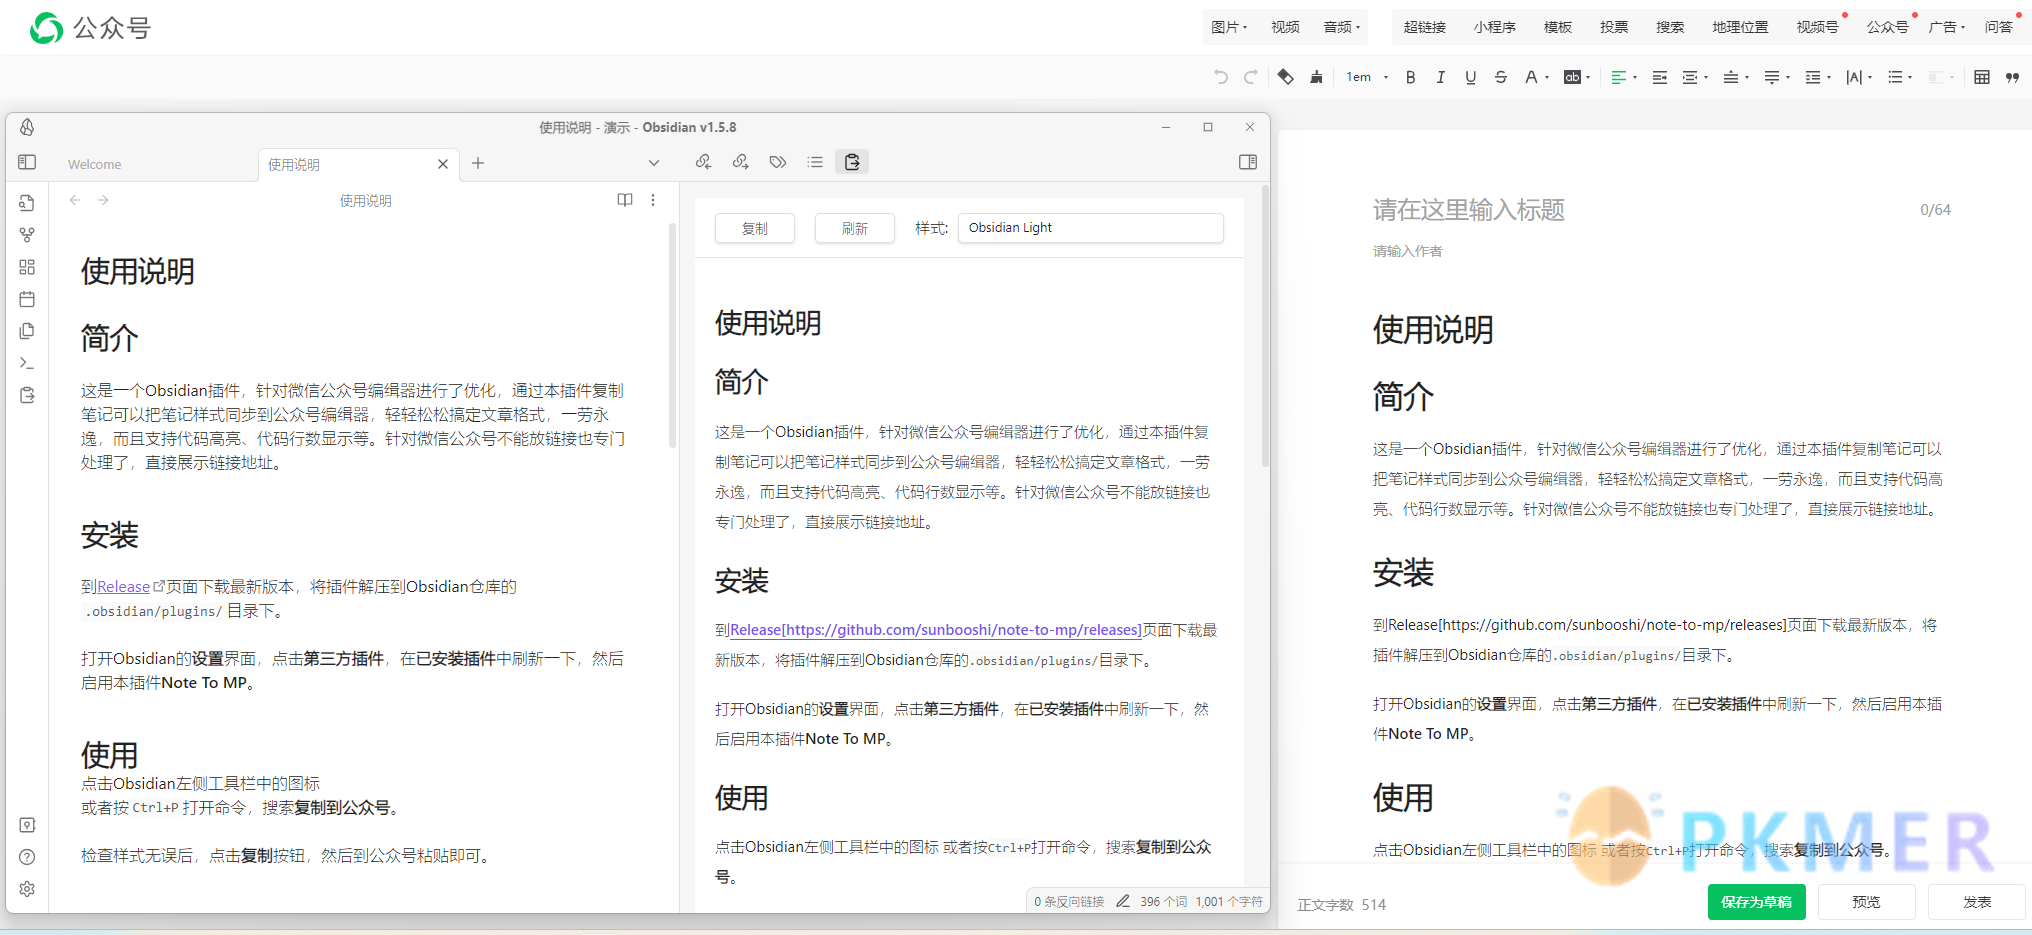 公众号
图片 视频 音频 超链接 小程序 模板 投票 搜索 地理位置 视频号 公众号 广告 问答
1em B I U S A ab |A|
使用说明 - 演示 - Obsidian v1.5.8
Welcome
使用说明
使用说明
使用说明
简介
这是一个Obsidian插件，针对微信公众号编辑器进行了优化，通过本插件复制
笔记可以把笔记样式同步到公众号编辑器，轻轻松松搞定文章格式，一劳永
逸，而且支持代码高亮、代码行数显示等。针对微信公众号不能放链接也专门
处理了，直接展示链接地址。
安装
到Release页面下载最新版本，将插件解压到Obsidian仓库的
.obsidian/plugins/ 目录下。
打开Obsidian的设置界面，点击第三方插件，在已安装插件中刷新一下，然后
启用本插件Note To MP。
使用
点击Obsidian左侧工具栏中的图标
或者按 Ctrl+P 打开命令，搜索复制到公众号。
检查样式无误后，点击复制按钮，然后到公众号粘贴即可。
复制 刷新 样式: Obsidian Light
使用说明
简介
这是一个Obsidian插件，针对微信公众号编辑器进行了优化，通过本插件复
制笔记可以把笔记样式同步到公众号编辑器，轻轻松松搞定文章格式，一劳
永逸，而且支持代码高亮、代码行数显示等。针对微信公众号不能放链接也
专门处理了，直接展示链接地址。
安装
到Release[https://github.com/sunbooshi/note-to-mp/releases]页面下载最
新版本，将插件解压到Obsidian仓库的.obsidian/plugins/目录下。
打开Obsidian的设置界面，点击第三方插件，在已安装插件中刷新一下，然
后启用本插件Note To MP。
使用
点击Obsidian左侧工具栏中的图标 或者按Ctrl+P打开命令，搜索复制到公众
号。
0 条反向链接 396 个词 1,001 个字符
请在这里输入标题 0/64
请输入作者
使用说明
简介
这是一个Obsidian插件，针对微信公众号编辑器进行了优化，通过本插件复制笔记可以
把笔记样式同步到公众号编辑器，轻轻松松搞定文章格式，一劳永逸，而且支持代码高
亮、代码行数显示等。针对微信公众号不能放链接也专门处理了，直接展示链接地址。
安装
到Release[https://github.com/sunbooshi/note-to-mp/releases]页面下载最新版本，将
插件解压到Obsidian仓库的.obsidian/plugins/目录下。
打开Obsidian的设置界面，点击第三方插件，在已安装插件中刷新一下，然后启用本插
件Note To MP。
使用
点击Obsidian左侧工具栏中的图标 或者按Ctrl+P打开命令，搜索复制到公众号。
PKMER
正文字数 514 保存为草稿 预览 发表